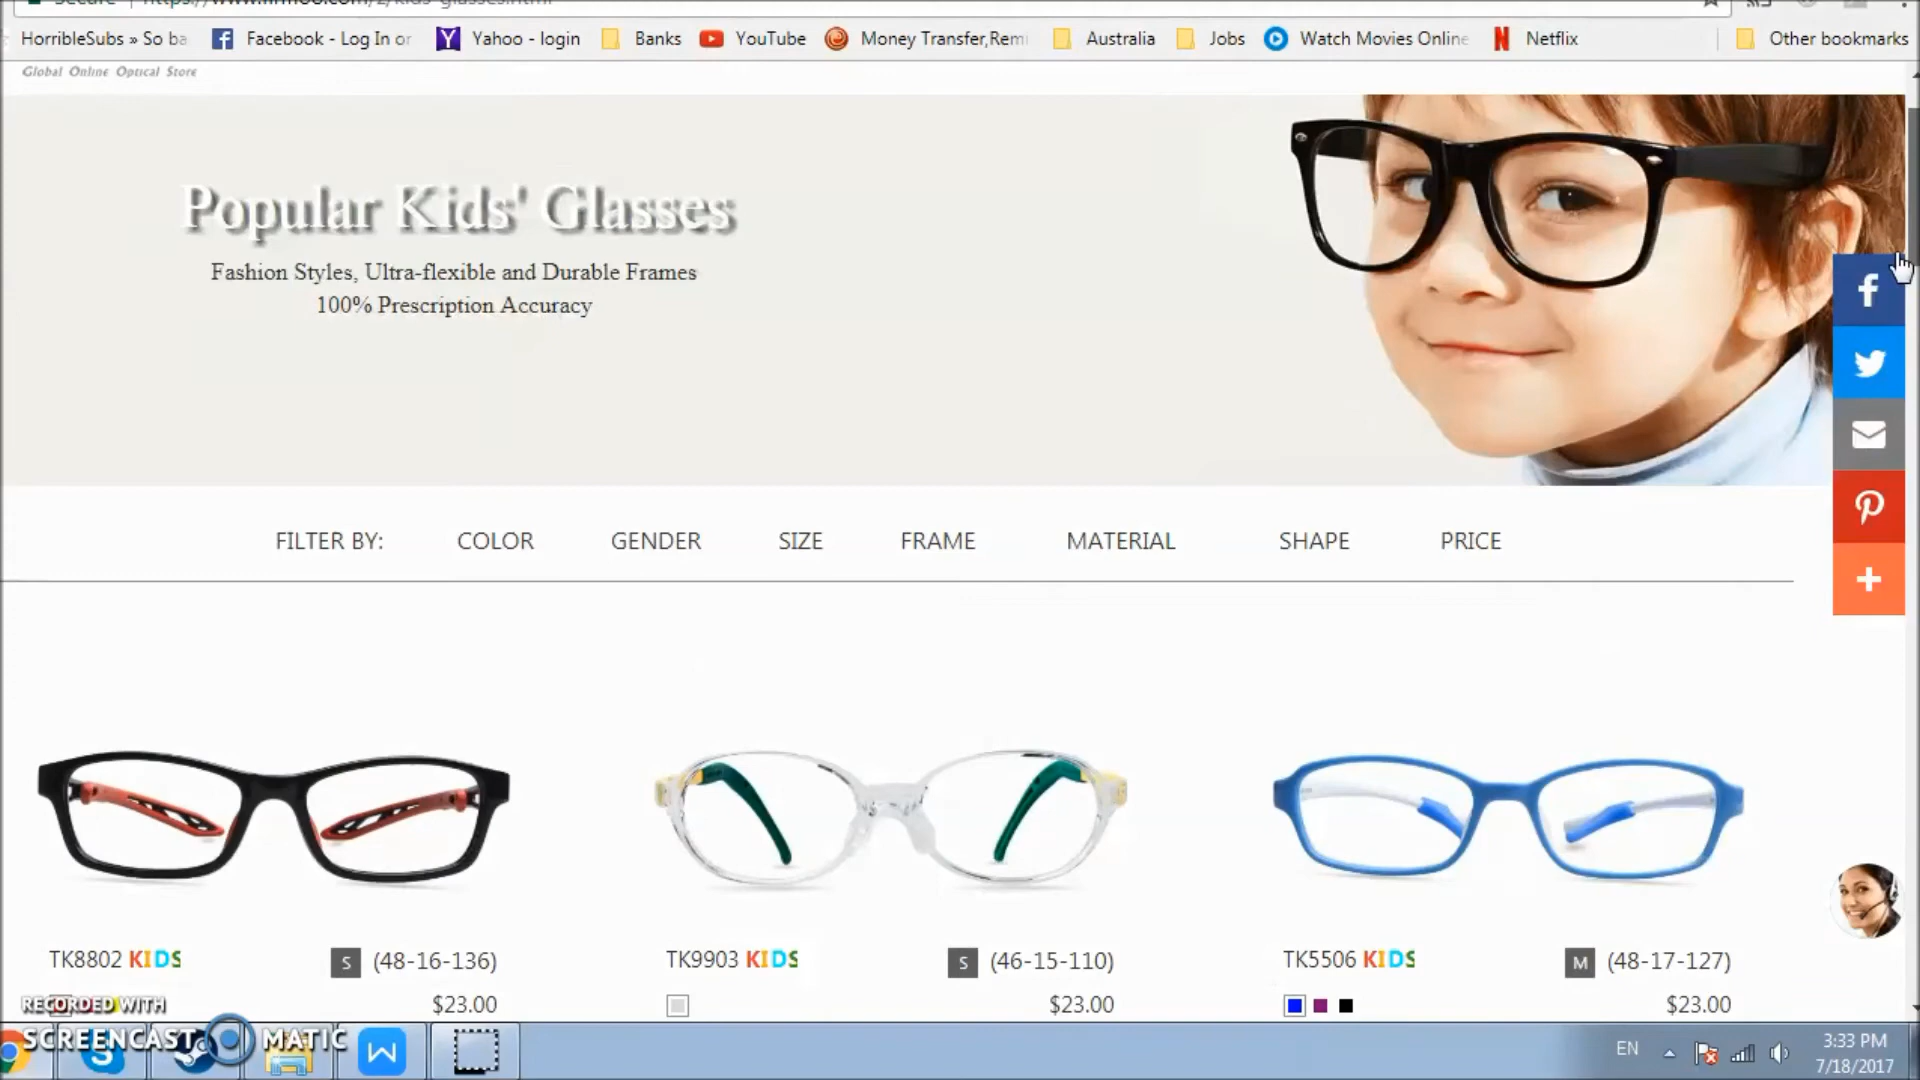 HorribleSubs » So ba
Facebook - Log In or
Yahoo - login
Banks
YouTube
Money Transfer,Remi
Australia
Jobs
Watch Movies Online
Netflix
Other bookmarks
Global Online Optical Store
Popular Kids' Glasses
Fashion Styles, Ultra-flexible and Durable Frames
100% Prescription Accuracy
FILTER BY: COLOR GENDER SIZE FRAME MATERIAL SHAPE PRICE
TK8802 KIDS S (48-16-136)
$23.00
TK9903 KIDS S (46-15-110)
$23.00
TK5506 KIDS M (48-17-127)
$23.00
RECORDED WITH
SCREENCAST MATIC
EN
3:33 PM
7/18/2017